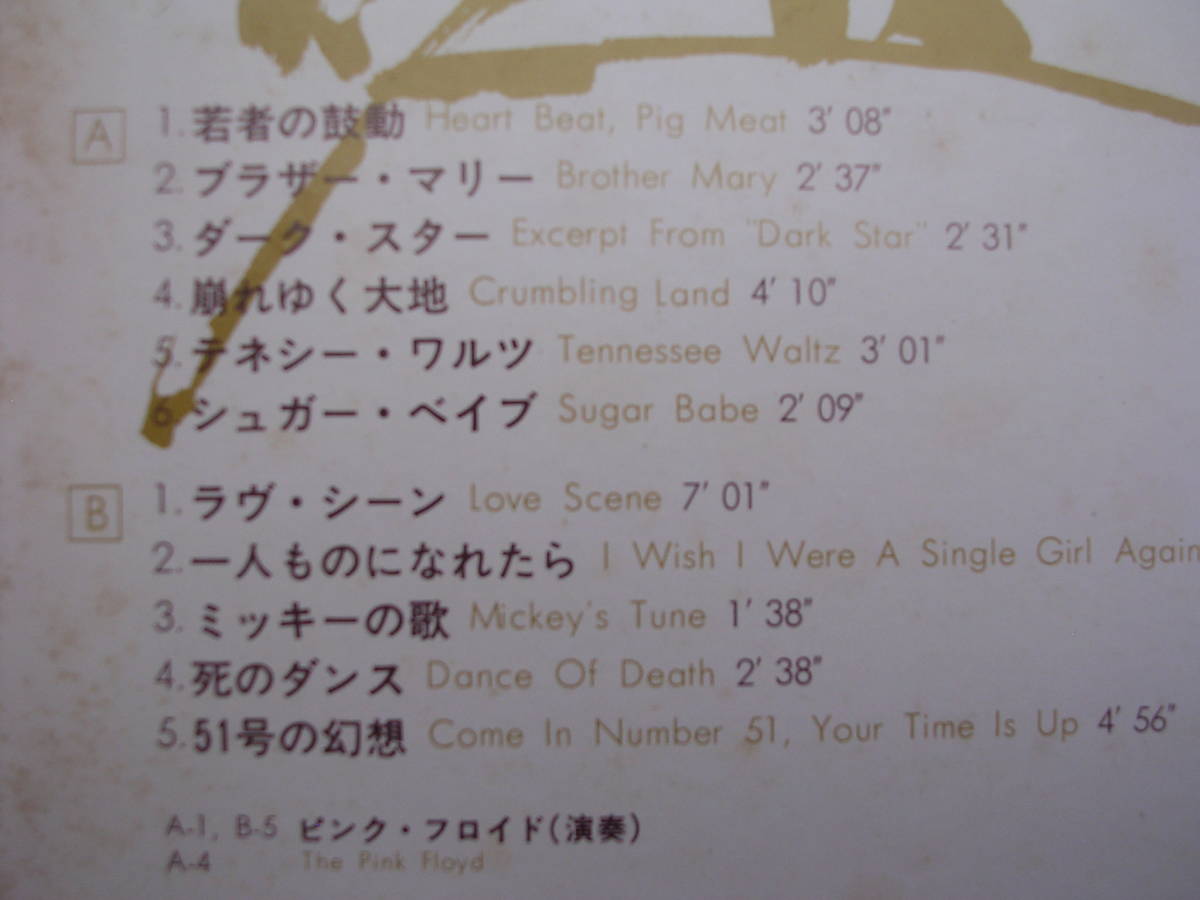 A
1. 若者の鼓動 Heart Beat, Pig Meat 3′08″
2. ブラザー・マリー Brother Mary 2′37″
3. ダーク・スター Excerpt From "Dark Star" 2′31″
4. 崩れゆく大地 Crumbling Land 4′10″
5. テネシー・ワルツ Tennessee Waltz 3′01″
6. シュガー・ベイブ Sugar Babe 2′09″
B
1. ラヴ・シーン Love Scene 7′01″
2. 一人ものになれたら I Wish I Were A Single Girl Again
3. ミッキーの歌 Mickey's Tune 1′38″
4. 死のダンス Dance Of Death 2′38″
5. 51号の幻想 Come In Number 51, Your Time Is Up 4′56″
A-1, B-5 ピンク・フロイド(演奏)
A-4 The Pink Floyd